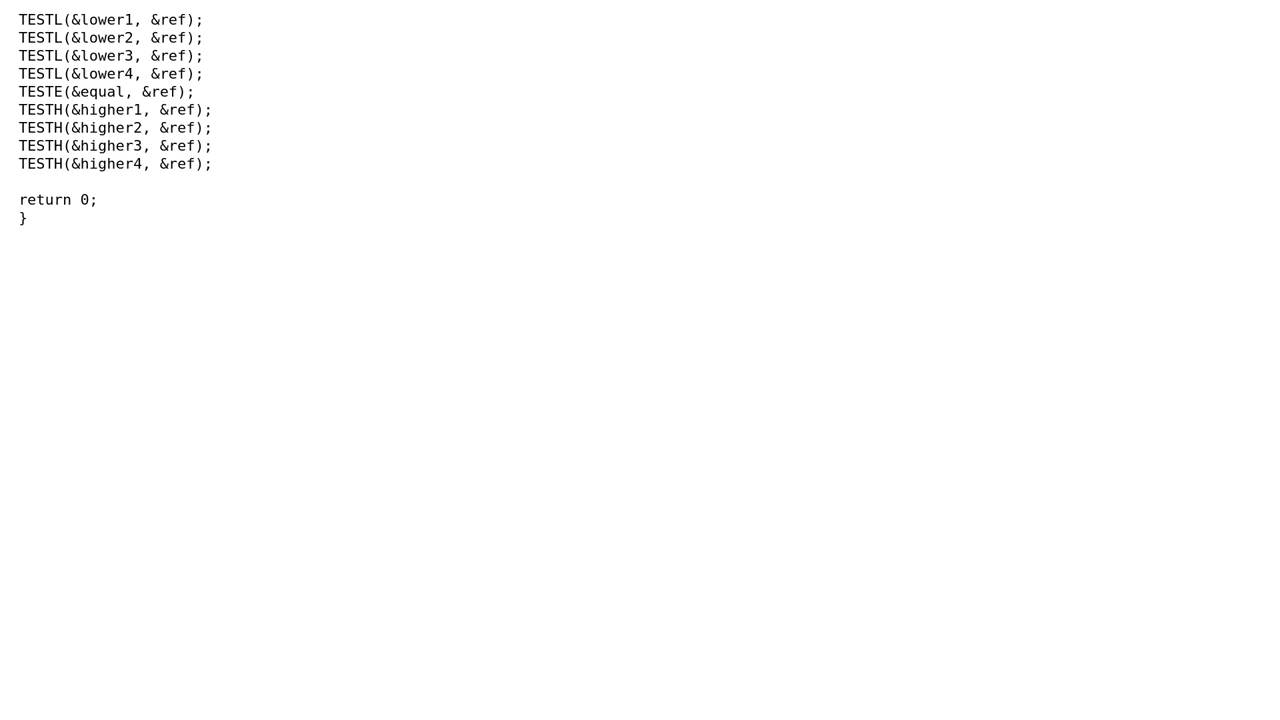 TESTL(&lower1, &ref);
TESTL(&lower2, &ref);
TESTL(&lower3, &ref);
TESTL(&lower4, &ref);
TESTE(&equal, &ref);
TESTH(&higher1, &ref);
TESTH(&higher2, &ref);
TESTH(&higher3, &ref);
TESTH(&higher4, &ref);

return 0;
}